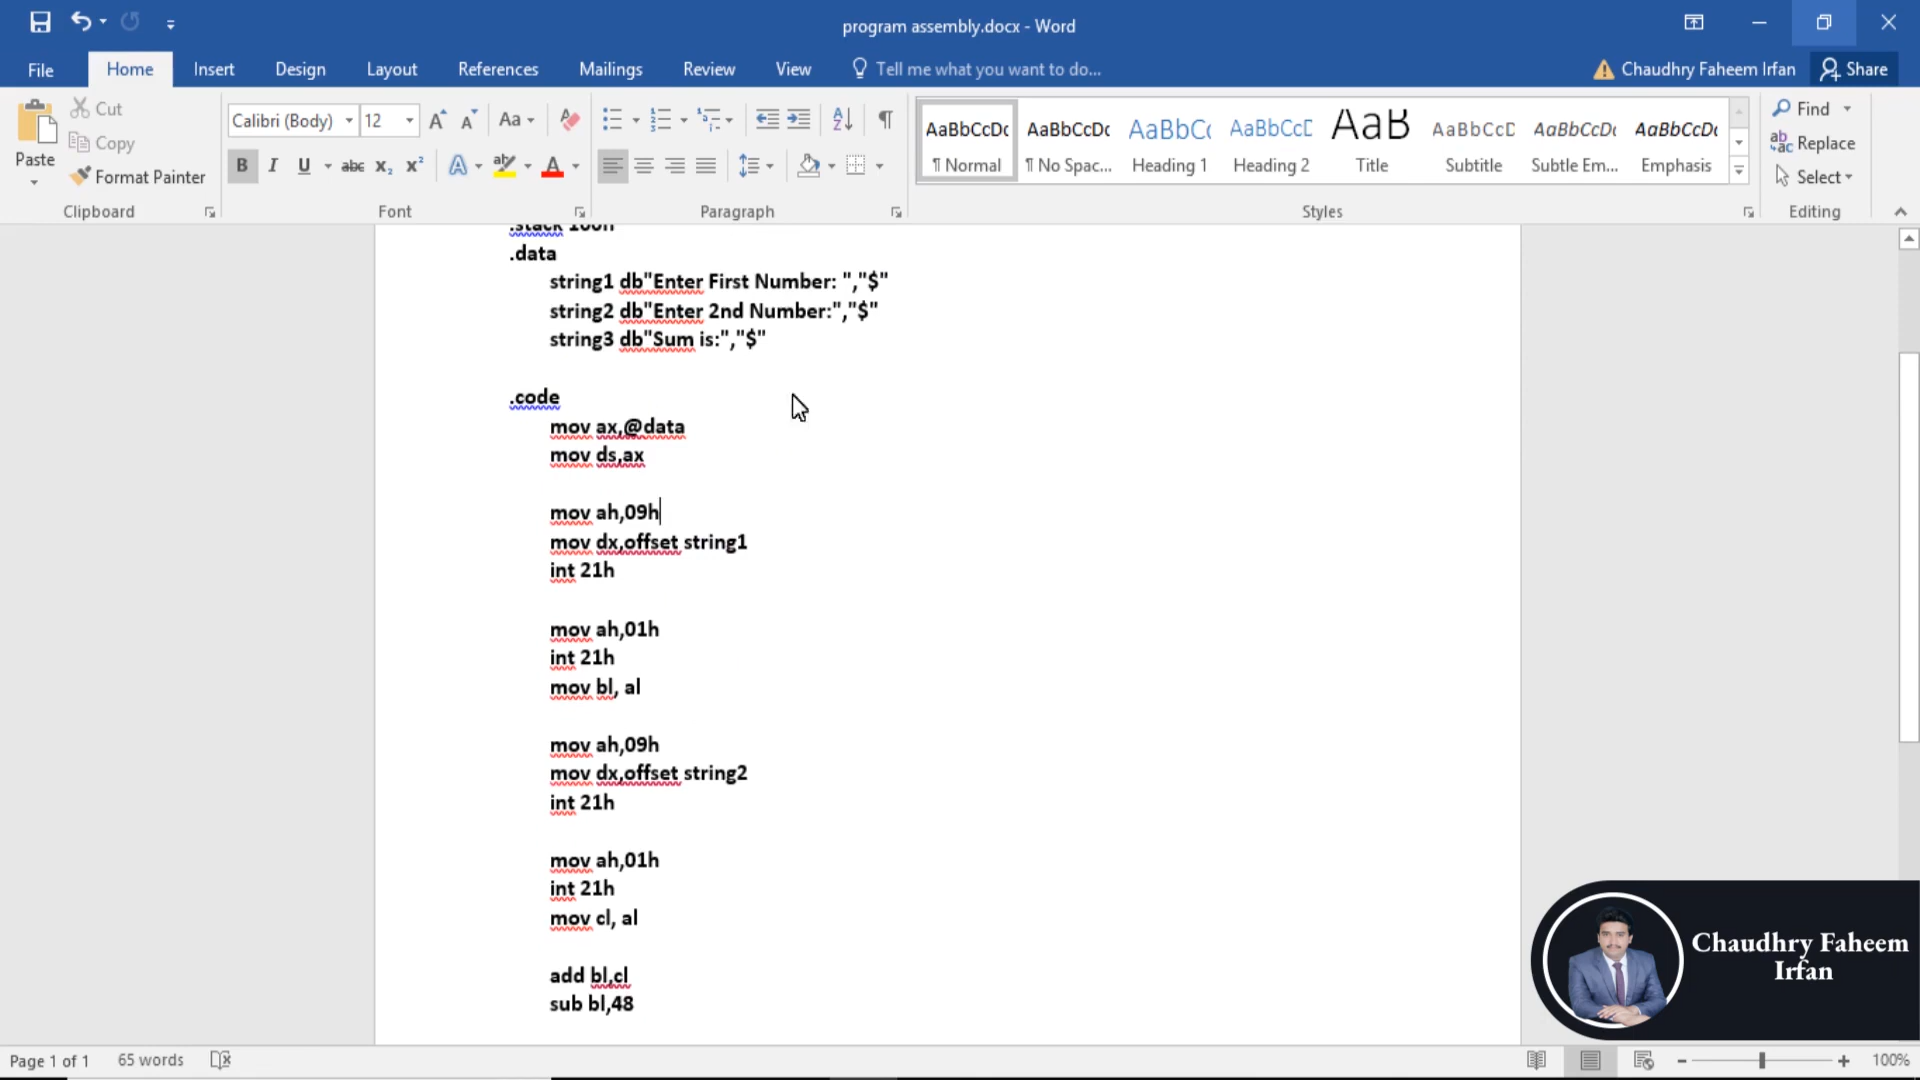 program assembly.docx - Word
File Home Insert Design Layout References Mailings Review View Tell me what you want to do... Chaudhry Faheem Irfan Share
Paste
Cut
Copy
Format Painter
Clipboard
Calibri (Body) 12
Font
Paragraph
AaBbCcDc AaBbCcDc AaBbC AaBbCcD AaB AaBbCcD AaBbCcDc AaBbCcDc
¶ Normal ¶ No Spac... Heading 1 Heading 2 Title Subtitle Subtle Em... Emphasis
Styles
Find
Replace
Select
Editing
.stack 100h
.data
string1 db"Enter First Number: ","$"
string2 db"Enter 2nd Number:","$"
string3 db"Sum is:","$"
.code
mov ax,@data
mov ds,ax
mov ah,09h
mov dx,offset string1
int 21h
mov ah,01h
int 21h
mov bl, al
mov ah,09h
mov dx,offset string2
int 21h
mov ah,01h
int 21h
mov cl, al
add bl,cl
sub bl,48
Chaudhry Faheem
Irfan
Page 1 of 1 65 words 100%